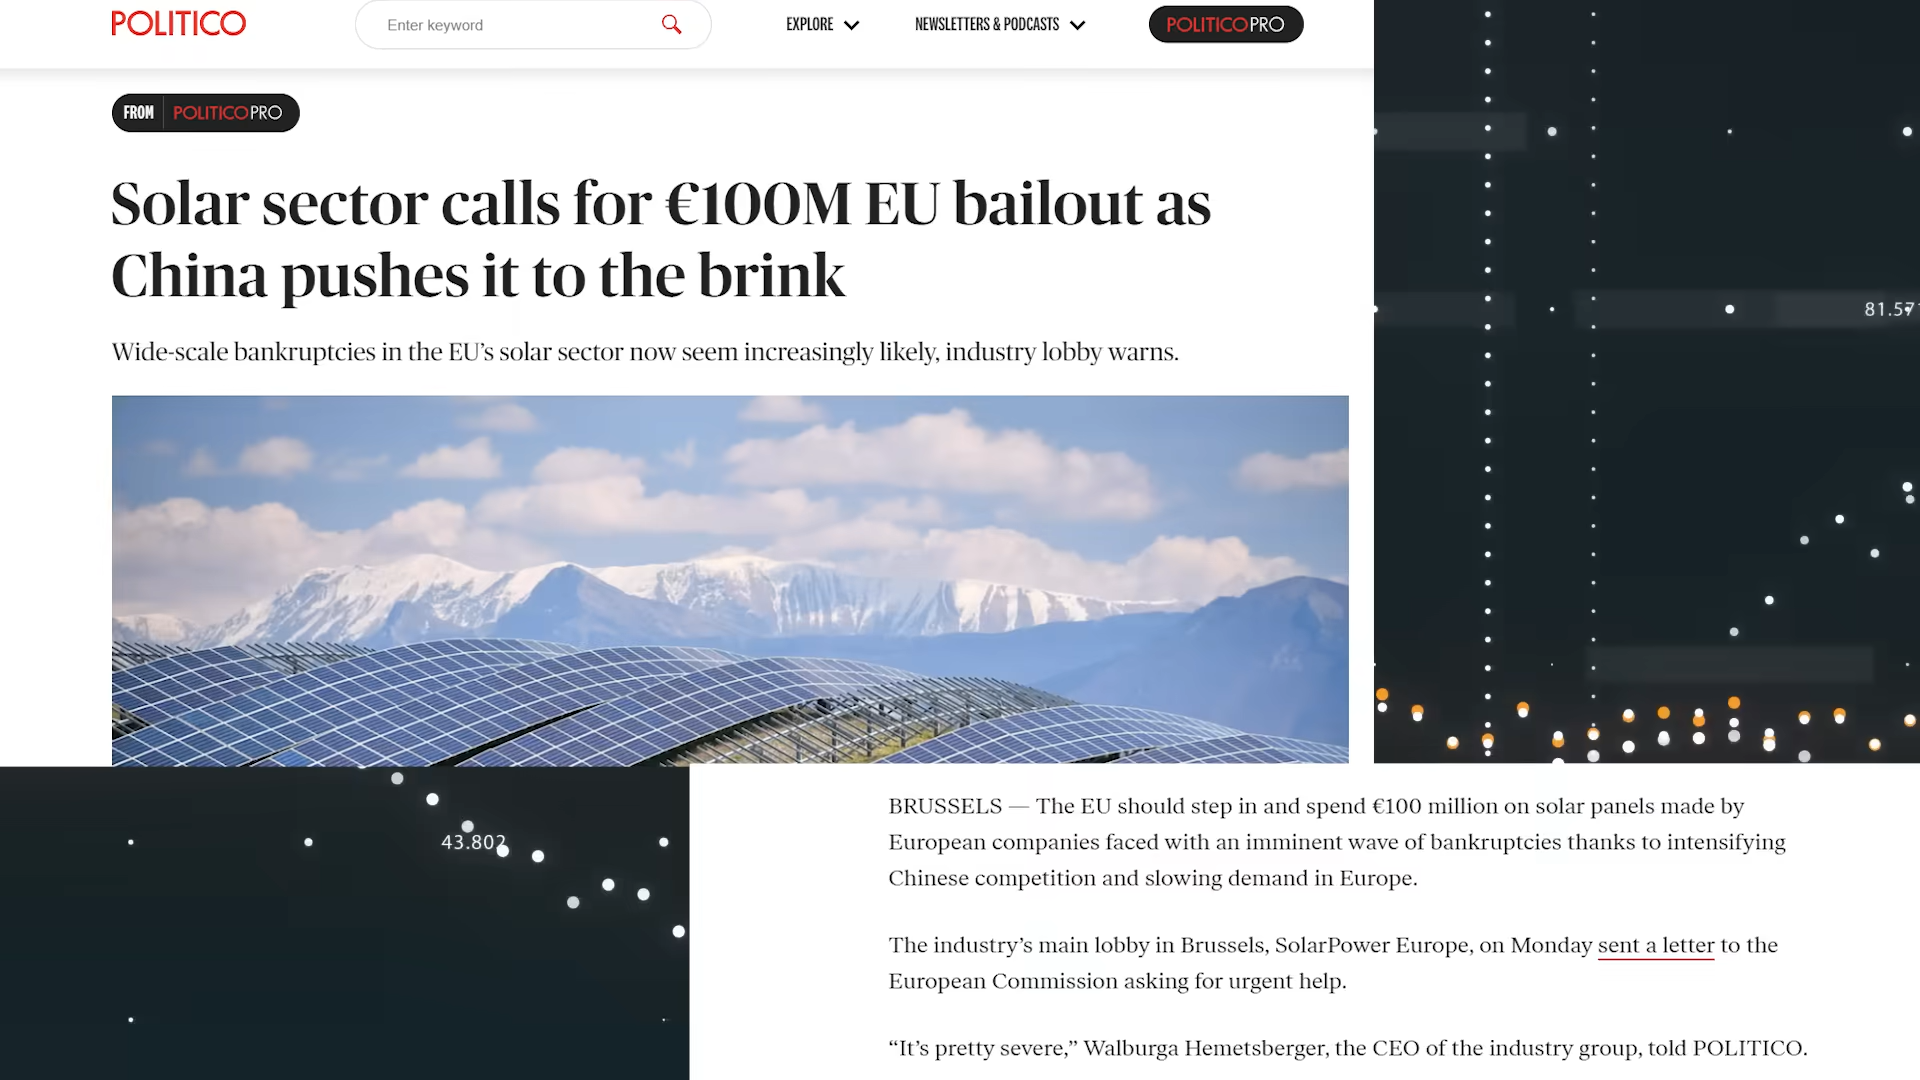 POLITICO
Enter keyword
EXPLORE
NEWSLETTERS & PODCASTS
POLITICOPRO
FROM POLITICOPRO
Solar sector calls for €100M EU bailout as
China pushes it to the brink
Wide-scale bankruptcies in the EU’s solar sector now seem increasingly likely, industry lobby warns.
81.57
43.802
BRUSSELS — The EU should step in and spend €100 million on solar panels made by
European companies faced with an imminent wave of bankruptcies thanks to intensifying
Chinese competition and slowing demand in Europe.
The industry’s main lobby in Brussels, SolarPower Europe, on Monday sent a letter to the
European Commission asking for urgent help.
“It’s pretty severe,” Walburga Hemetsberger, the CEO of the industry group, told POLITICO.